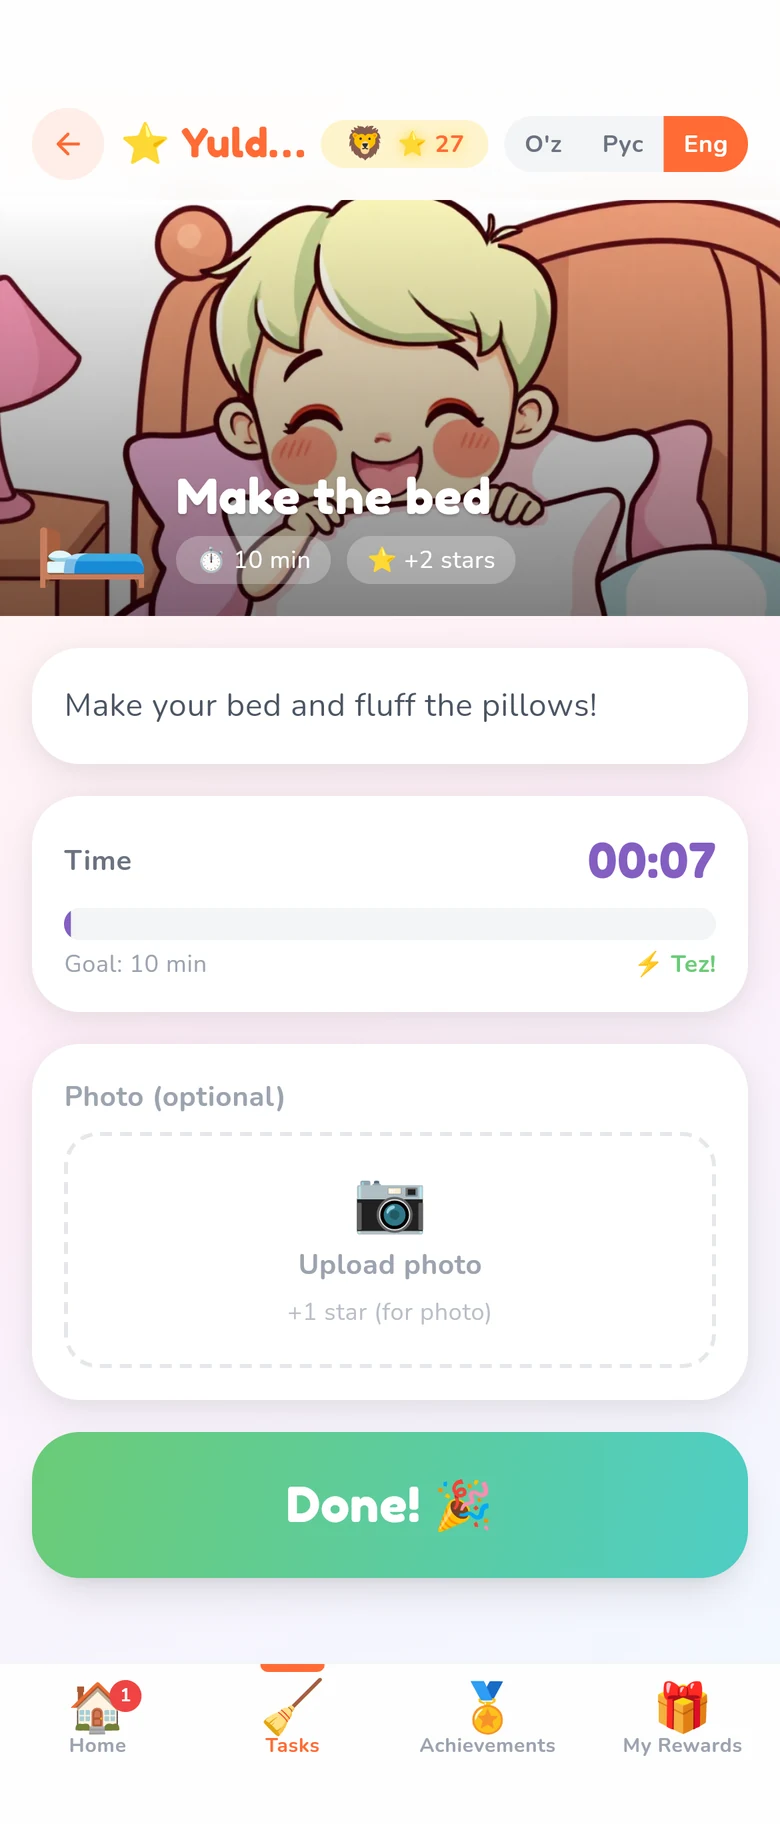 Yuld...
27
O'z
Рус
Eng
Make the bed
10 min
+2 stars
Make your bed and fluff the pillows!
Time
00:07
Goal: 10 min
Tez!
Photo (optional)
Upload photo
+1 star (for photo)
Done!
1
Home
Tasks
Achievements
My Rewards